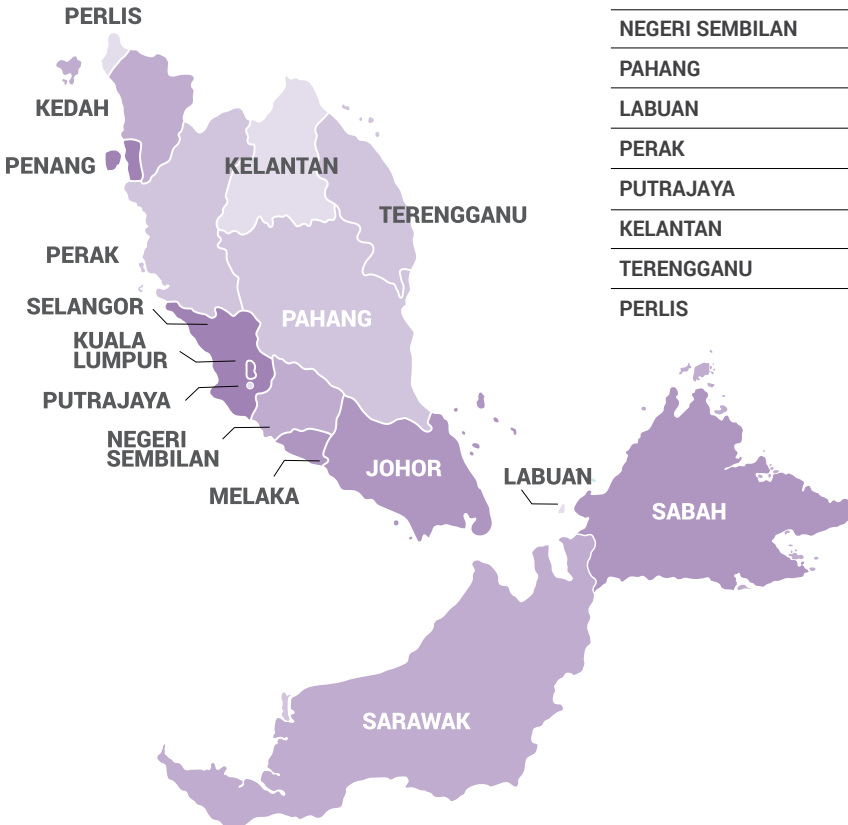 PERLIS
KEDAH
PENANG
KELANTAN
TERENGGANU
PERAK
SELANGOR
PAHANG
KUALA
LUMPUR
PUTRAJAYA
NEGERI
SEMBILAN
MELAKA
JOHOR
LABUAN
SABAH
SARAWAK
NEGERI SEMBILAN
PAHANG
LABUAN
PERAK
PUTRAJAYA
KELANTAN
TERENGGANU
PERLIS